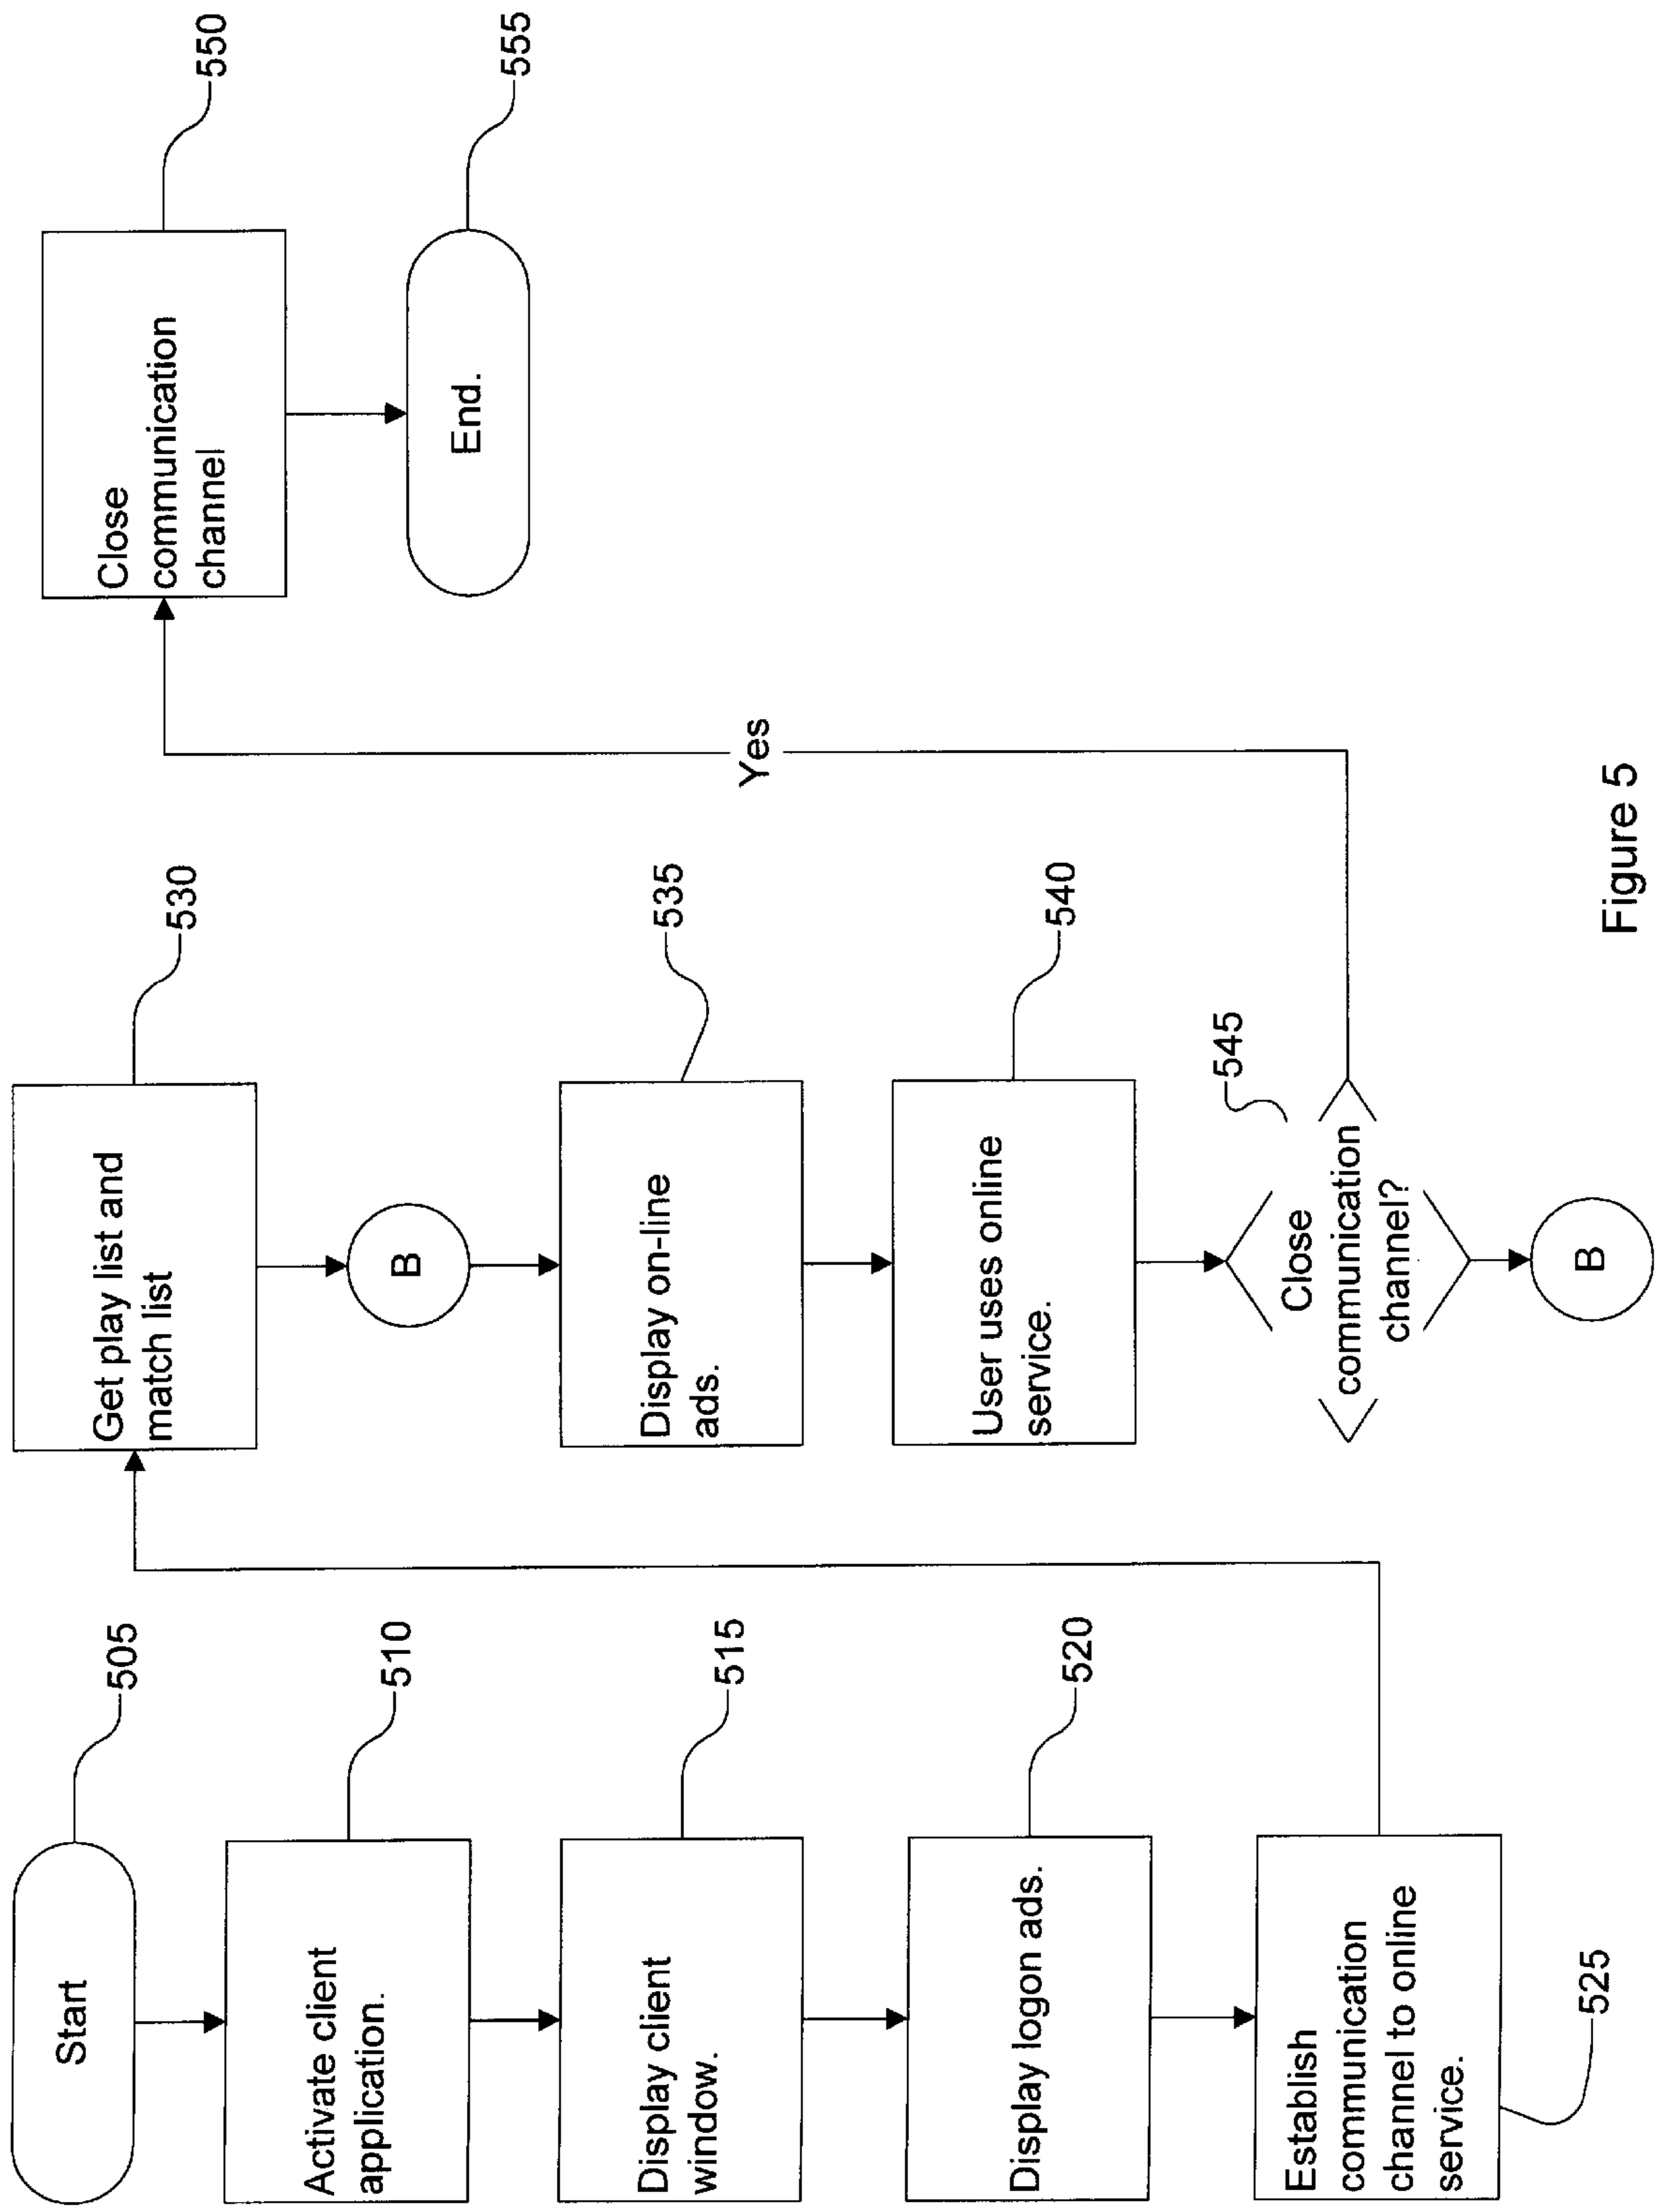 Start
505
Activate client
application.
510
Display client
window.
515
Display logon ads.
520
Establish
communication
channel to online
service.
525
Get play list and
match list
530
B
Display on-line
ads.
535
User uses online
service.
540
Close
communication
channel?
545
B
Yes
Close
communication
channel
550
End.
555
Figure 5